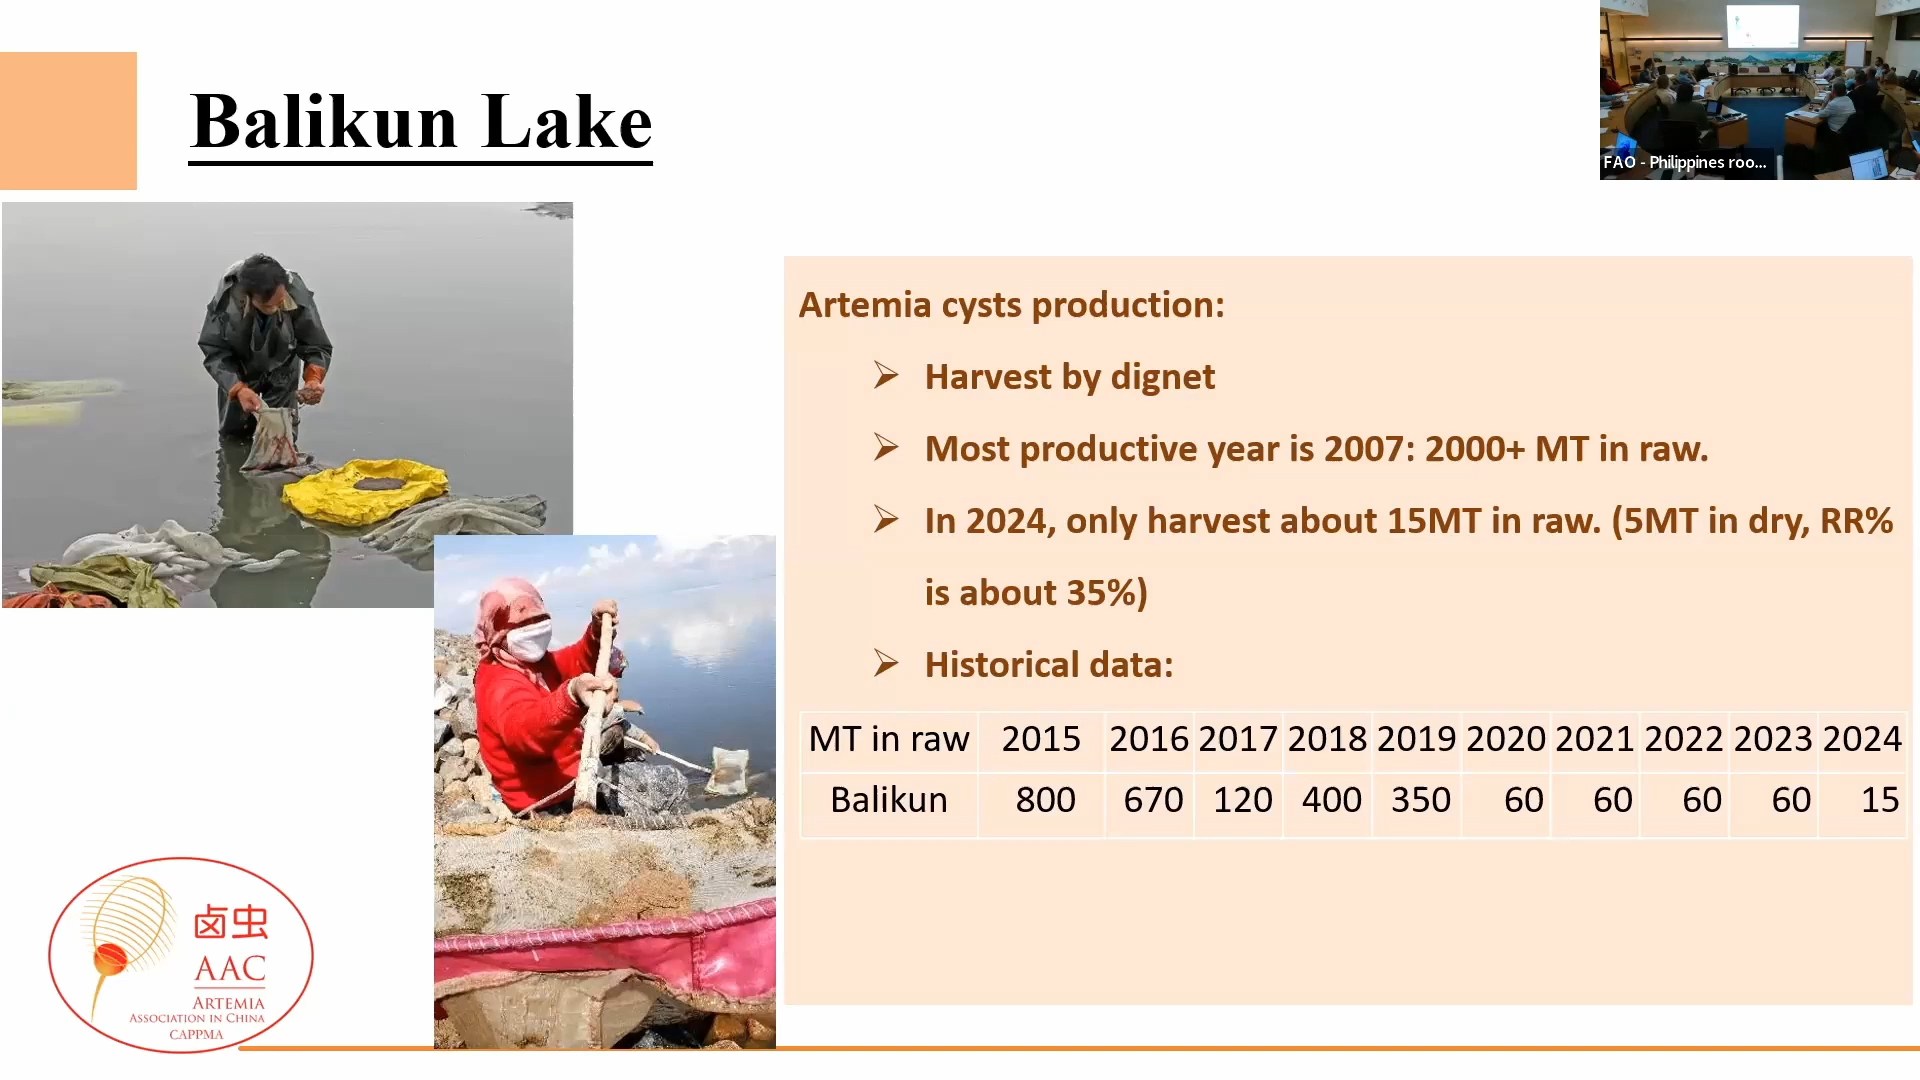 Balikun Lake
FAO - Philippines roo...
Artemia cysts production:
Harvest by dignet
Most productive year is 2007: 2000+ MT in raw.
In 2024, only harvest about 15MT in raw. (5MT in dry, RR%
is about 35%)
Historical data:
MT in raw 2015 2016 2017 2018 2019 2020 2021 2022 2023 2024
Balikun 800 670 120 400 350 60 60 60 60 15
卤虫
AAC
ARTEMIA
ASSOCIATION IN CHINA
CAPPMA